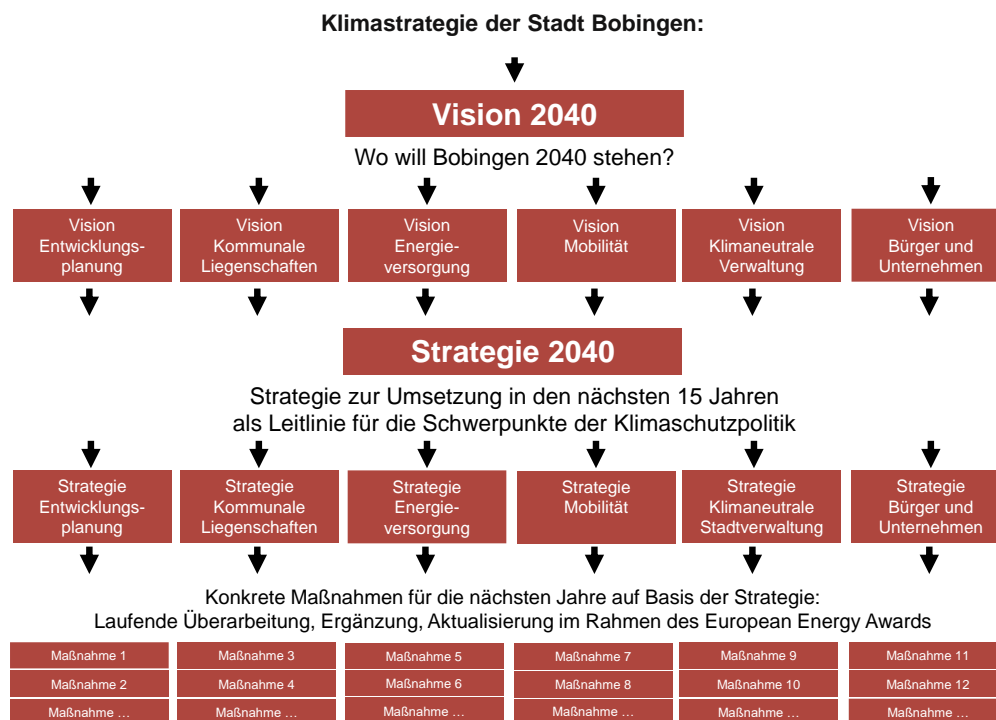 Klimastrategie der Stadt Bobingen:
Vision 2040
Wo will Bobingen 2040 stehen?
Vision
Entwicklungs-
planung
Vision
Kommunale
Liegenschaften
Vision
Energie-
versorgung
Vision
Mobilität
Vision
Klimaneutrale
Verwaltung
Vision
Bürger und
Unternehmen
Strategie 2040
Strategie zur Umsetzung in den nächsten 15 Jahren
als Leitlinie für die Schwerpunkte der Klimaschutzpolitik
Strategie
Entwicklungs-
planung
Strategie
Kommunale
Liegenschaften
Strategie
Energie-
versorgung
Strategie
Mobilität
Strategie
Klimaneutrale
Stadtverwaltung
Strategie
Bürger und
Unternehmen
Konkrete Maßnahmen für die nächsten Jahre auf Basis der Strategie:
Laufende Überarbeitung, Ergänzung, Aktualisierung im Rahmen des European Energy Awards
Maßnahme 1
Maßnahme 2
Maßnahme …
Maßnahme 3
Maßnahme 4
Maßnahme …
Maßnahme 5
Maßnahme 6
Maßnahme …
Maßnahme 7
Maßnahme 8
Maßnahme …
Maßnahme 9
Maßnahme 10
Maßnahme …
Maßnahme 11
Maßnahme 12
Maßnahme …